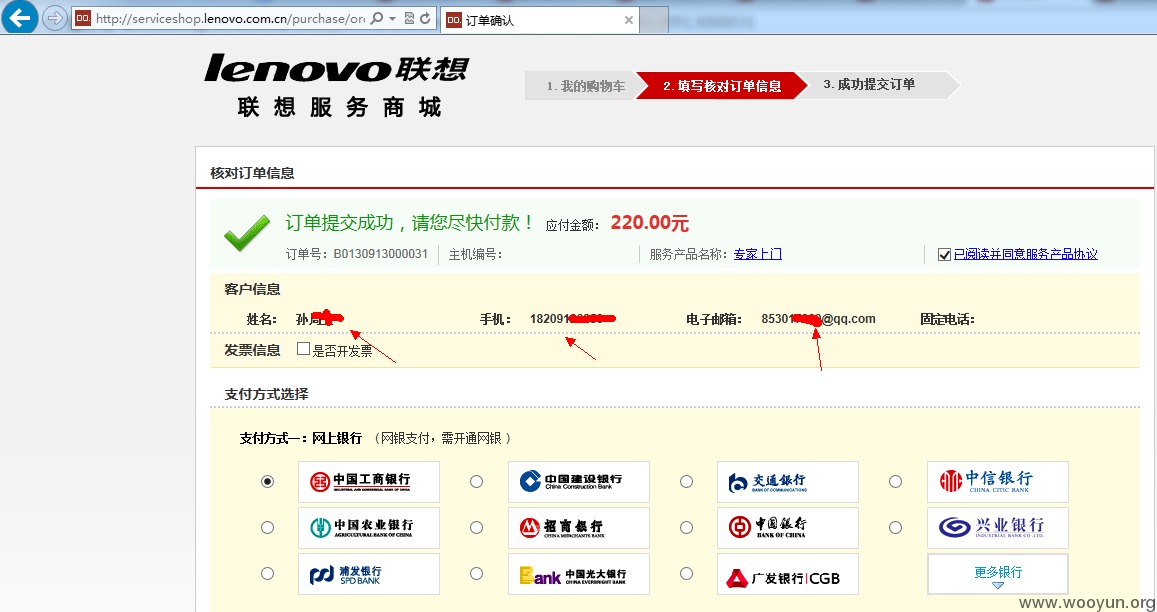 http://serviceshop.lenovo.com.cn/purchase/or
订单确认
lenovo联想
联想服务商城
1. 我的购物车
2. 填写核对订单信息
3. 成功提交订单
核对订单信息
订单提交成功，请您尽快付款！ 应付金额： 220.00元
订单号：B0130913000031 主机编号： 服务产品名称：专家上门 已阅读并同意服务产品协议
客户信息
姓名： 孙 手机： 18209 电子邮箱： 8530 @qq.com 固定电话：
发票信息 是否开发票
支付方式选择
支付方式一：网上银行 （网银支付，需开通网银 ）
中国工商银行 INDUSTRIAL AND COMMERCIAL BANK OF CHINA 中国建设银行 China Construction Bank 交通银行 BANK OF COMMUNICATIONS 中信银行 CHINA CITIC BANK
中国农业银行 AGRICULTURAL BANK OF CHINA 招商银行 CHINA MERCHANTS BANK 中国银行 BANK OF CHINA 兴业银行 INDUSTRIAL BANK CO.,LTD.
浦发银行 SPD BANK Bank 中国光大银行 CHINA EVERBRIGHT BANK 广发银行|CGB 更多银行
www.wooyun.org